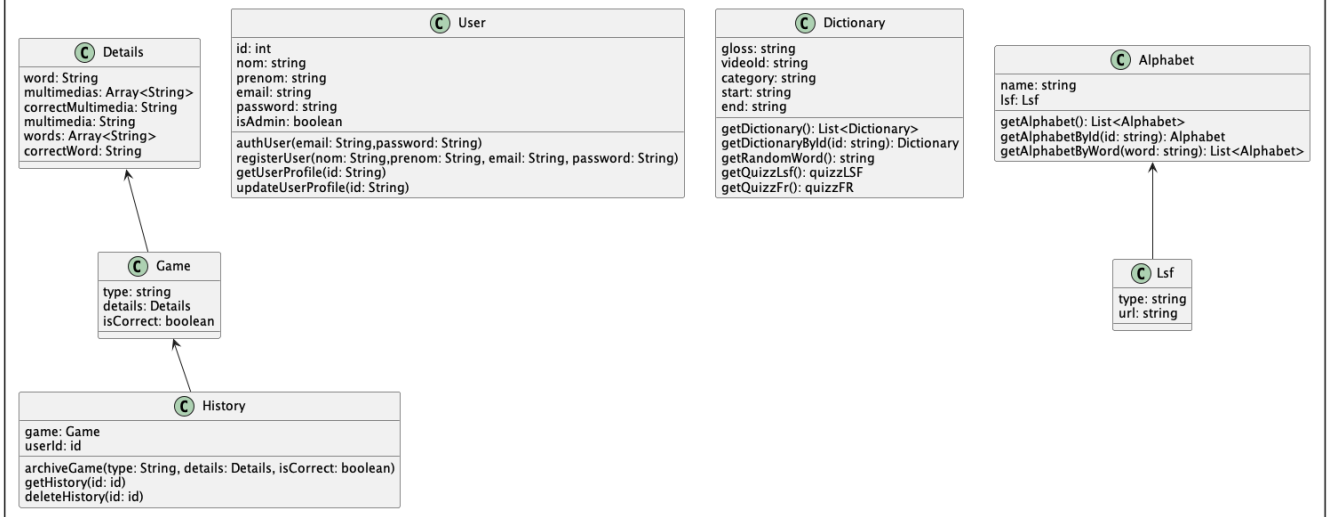 C Details
word: String
multimedias: Array<String>
correctMultimedia: String
multimedia: String
words: Array<String>
correctWord: String
C User
id: int
nom: string
prenom: string
email: string
password: string
isAdmin: boolean
authUser(email: String,password: String)
registerUser(nom: String,prenom: String, email: String, password: String)
getUserProfile(id: String)
updateUserProfile(id: String)
C Dictionary
gloss: string
videoId: string
category: string
start: string
end: string
getDictionary(): List<Dictionary>
getDictionaryById(id: string): Dictionary
getRandomWord(): string
getQuizzLsf(): quizzLSF
getQuizzFr(): quizzFR
C Alphabet
name: string
lsf: Lsf
getAlphabet(): List<Alphabet>
getAlphabetById(id: string): Alphabet
getAlphabetByWord(word: string): List<Alphabet>
C Game
type: string
details: Details
isCorrect: boolean
C Lsf
type: string
url: string
C History
game: Game
userId: id
archiveGame(type: String, details: Details, isCorrect: boolean)
getHistory(id: id)
deleteHistory(id: id)